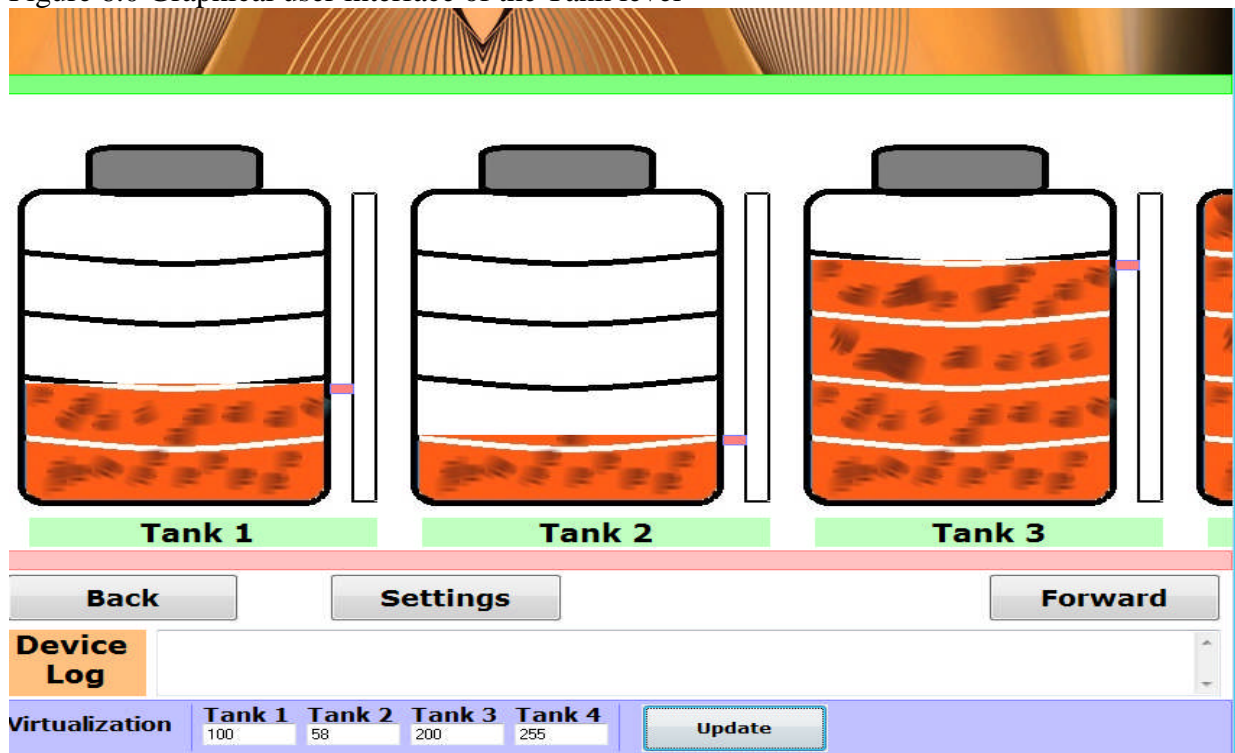 Figure 6.6 Graphical user interface of the Tank level
Tank 1 Tank 2 Tank 3
Back Settings Forward
Device
Log
Virtualization Tank 1 Tank 2 Tank 3 Tank 4
100 58 200 255
Update